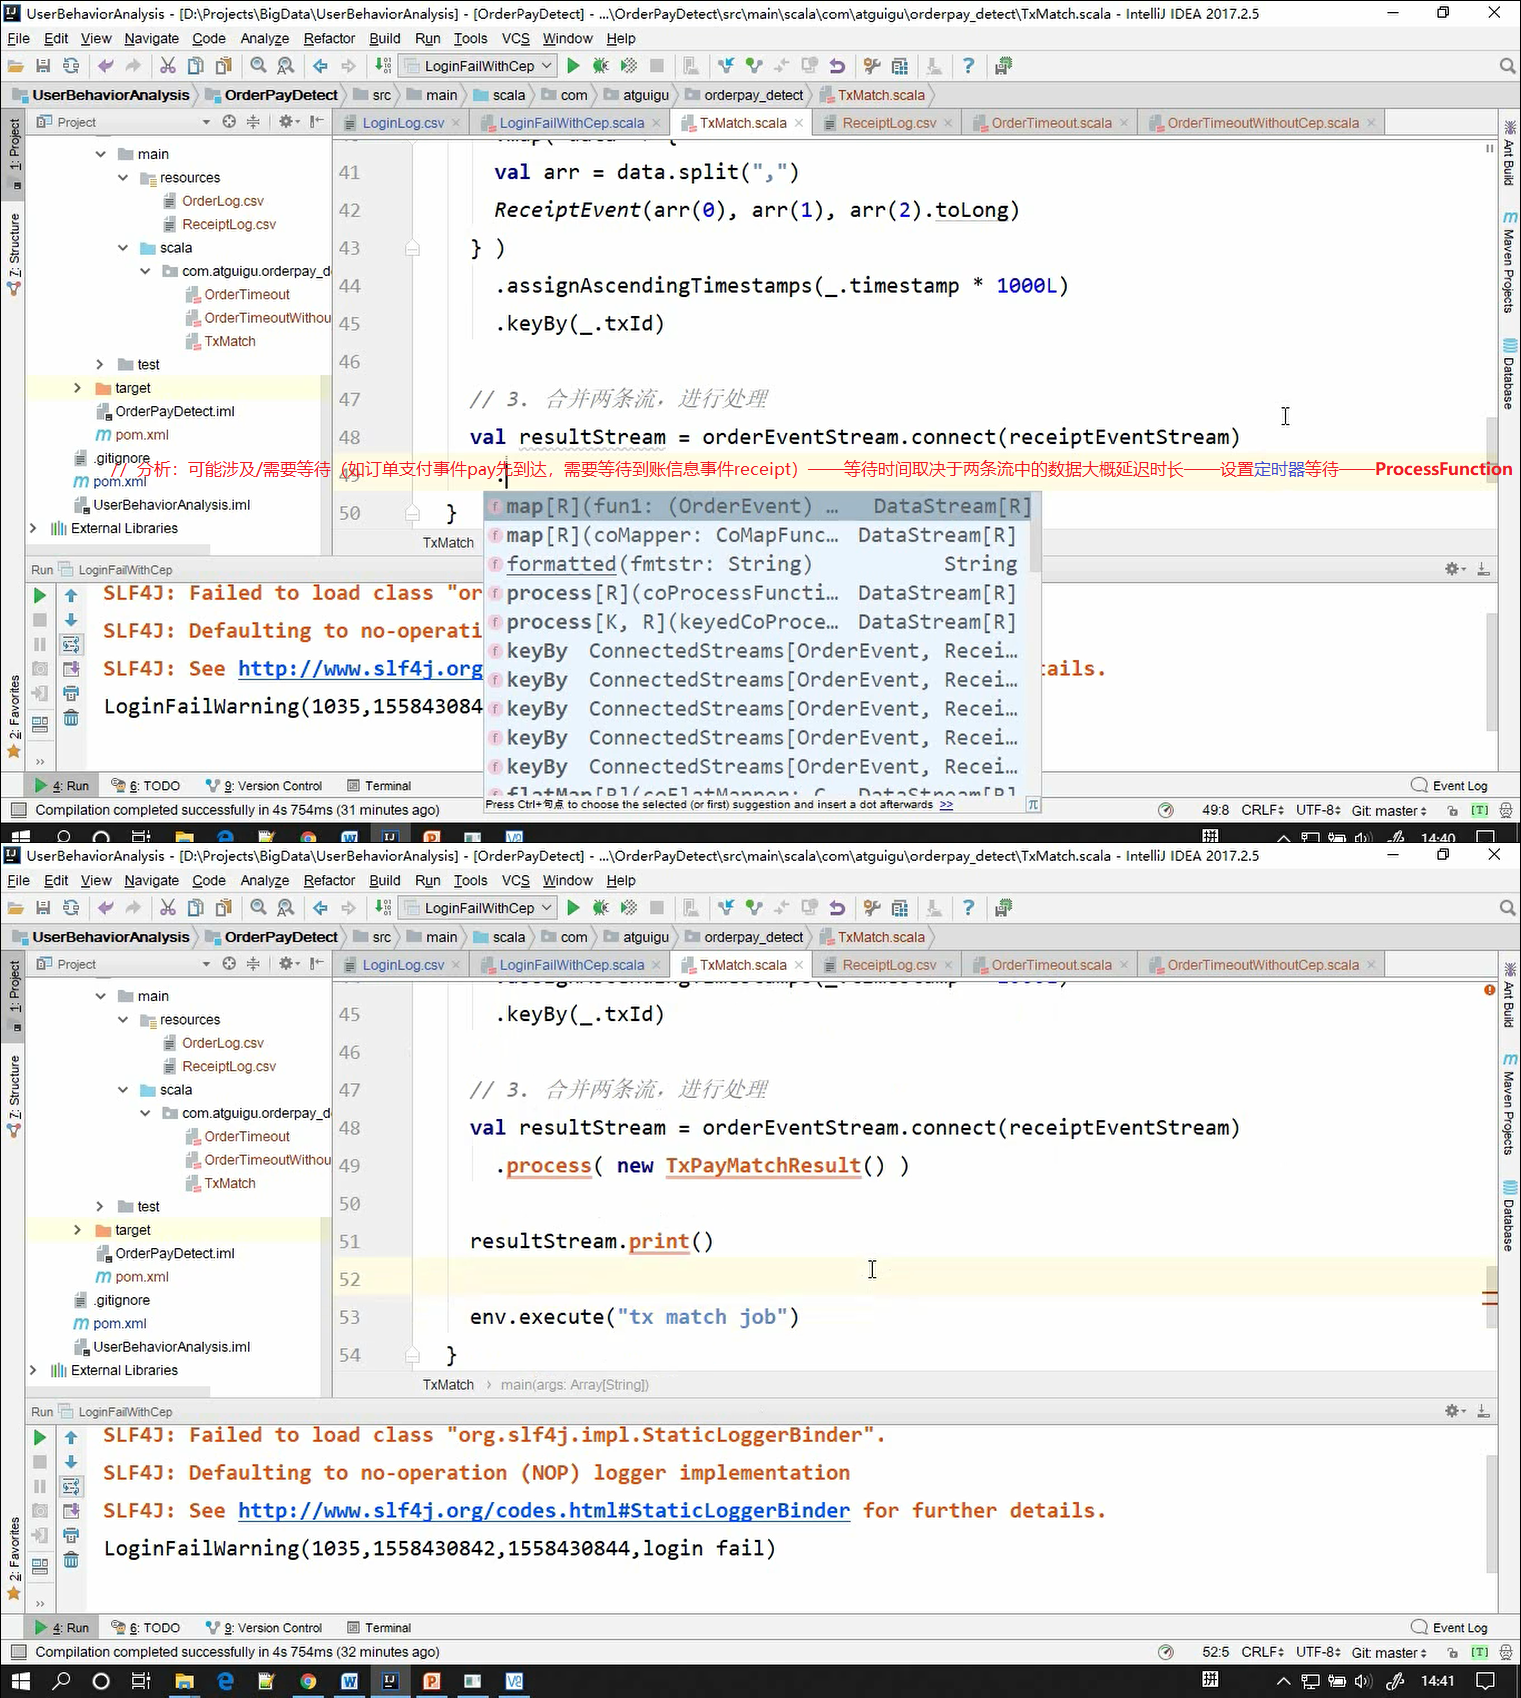 UserBehaviorAnalysis - [D:\Projects\BigData\UserBehaviorAnalysis] - [OrderPayDetect] - ...\OrderPayDetect\src\main\scala\com\atguigu\orderpay_detect\TxMatch.scala - IntelliJ IDEA 2017.2.5
File Edit View Navigate Code Analyze Refactor Build Run Tools VCS Window Help
LoginFailWithCep
UserBehaviorAnalysis OrderPayDetect src main scala com atguigu orderpay_detect TxMatch.scala
Project LoginLog.csv LoginFailWithCep.scala TxMatch.scala ReceiptLog.csv OrderTimeout.scala OrderTimeoutWithoutCep.scala
1: Project
7: Structure
2: Favorites
Ant Build
Maven Projects
Database
main
resources
OrderLog.csv
ReceiptLog.csv
scala
com.atguigu.orderpay_d
OrderTimeout
OrderTimeoutWithou
TxMatch
test
target
OrderPayDetect.iml
pom.xml
.gitignore
pom.xml
UserBehaviorAnalysis.iml
External Libraries
41 val arr = data.split(",")
42 ReceiptEvent(arr(0), arr(1), arr(2).toLong)
43 } )
44 .assignAscendingTimestamps(_.timestamp * 1000L)
45 .keyBy(_.txId)
46
47 // 3. 合并两条流，进行处理
48 val resultStream = orderEventStream.connect(receiptEventStream)
// 分析：可能涉及/需要等待（如订单支付事件pay先到达，需要等待到账信息事件receipt）——等待时间取决于两条流中的数据大概延迟时长——设置定时器等待——ProcessFunction
49 .
50 }
TxMatch
map[R](fun1: (OrderEvent) … DataStream[R]
map[R](coMapper: CoMapFunc… DataStream[R]
formatted(fmtstr: String) String
process[R](coProcessFuncti… DataStream[R]
process[K, R](keyedCoProce… DataStream[R]
keyBy ConnectedStreams[OrderEvent, Recei…
keyBy ConnectedStreams[OrderEvent, Recei…
keyBy ConnectedStreams[OrderEvent, Recei…
keyBy ConnectedStreams[OrderEvent, Recei…
keyBy ConnectedStreams[OrderEvent, Recei…
Press Ctrl+句点 to choose the selected (or first) suggestion and insert a dot afterwards >>
Run LoginFailWithCep
SLF4J: Failed to load class "or
SLF4J: Defaulting to no-operati
SLF4J: See http://www.slf4j.org tails.
LoginFailWarning(1035,155843084
4: Run 6: TODO 9: Version Control Terminal Event Log
Compilation completed successfully in 4s 754ms (31 minutes ago) 49:8 CRLF UTF-8 Git: master
14:40
UserBehaviorAnalysis - [D:\Projects\BigData\UserBehaviorAnalysis] - [OrderPayDetect] - ...\OrderPayDetect\src\main\scala\com\atguigu\orderpay_detect\TxMatch.scala - IntelliJ IDEA 2017.2.5
File Edit View Navigate Code Analyze Refactor Build Run Tools VCS Window Help
LoginFailWithCep
UserBehaviorAnalysis OrderPayDetect src main scala com atguigu orderpay_detect TxMatch.scala
Project LoginLog.csv LoginFailWithCep.scala TxMatch.scala ReceiptLog.csv OrderTimeout.scala OrderTimeoutWithoutCep.scala
1: Project
7: Structure
2: Favorites
Ant Build
Maven Projects
Database
main
resources
OrderLog.csv
ReceiptLog.csv
scala
com.atguigu.orderpay_d
OrderTimeout
OrderTimeoutWithou
TxMatch
test
target
OrderPayDetect.iml
pom.xml
.gitignore
pom.xml
UserBehaviorAnalysis.iml
External Libraries
45 .keyBy(_.txId)
46
47 // 3. 合并两条流，进行处理
48 val resultStream = orderEventStream.connect(receiptEventStream)
49 .process( new TxPayMatchResult() )
50
51 resultStream.print()
52
53 env.execute("tx match job")
54 }
TxMatch main(args: Array[String])
Run LoginFailWithCep
SLF4J: Failed to load class "org.slf4j.impl.StaticLoggerBinder".
SLF4J: Defaulting to no-operation (NOP) logger implementation
SLF4J: See http://www.slf4j.org/codes.html#StaticLoggerBinder for further details.
LoginFailWarning(1035,1558430842,1558430844,login fail)
4: Run 6: TODO 9: Version Control Terminal Event Log
Compilation completed successfully in 4s 754ms (32 minutes ago) 52:5 CRLF UTF-8 Git: master
拼 14:41